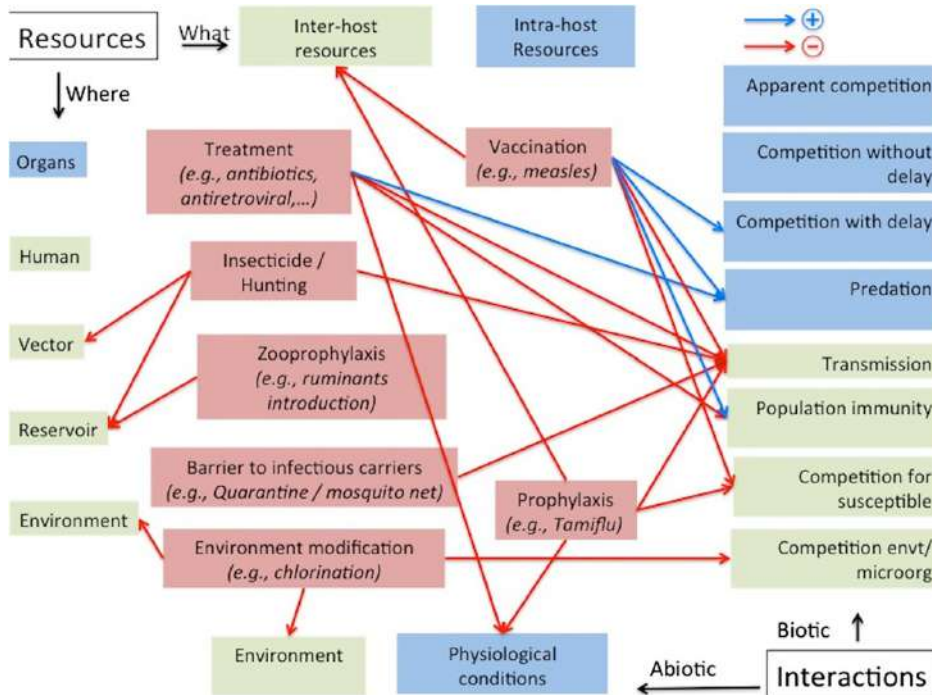 Resources
What
Inter-host
resources
Intra-host
Resources
+
−
Where
Apparent competition
Organs
Treatment
(e.g., antibiotics,
antiretroviral,...)
Vaccination
(e.g., measles)
Competition without
delay
Competition with delay
Human
Insecticide /
Hunting
Predation
Vector
Zooprophylaxis
(e.g., ruminants
introduction)
Transmission
Reservoir
Population immunity
Barrier to infectious carriers
(e.g., Quarantine / mosquito net)
Prophylaxis
(e.g., Tamiflu)
Competition for
susceptible
Environment
Environment modification
(e.g., chlorination)
Competition envt/
microorg
Environment
Physiological
conditions
Biotic
Abiotic
Interactions